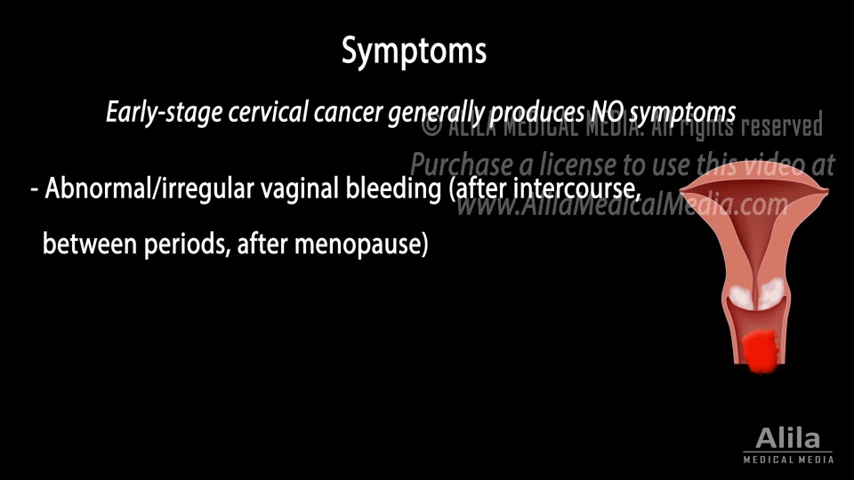 Symptoms
Early-stage cervical cancer generally produces NO symptoms
© ALILA MEDICAL MEDIA. All rights reserved
Purchase a license to use this video at
www.AlilaMedicalMedia.com
- Abnormal/irregular vaginal bleeding (after intercourse,
between periods, after menopause)
Alila
MEDICAL MEDIA